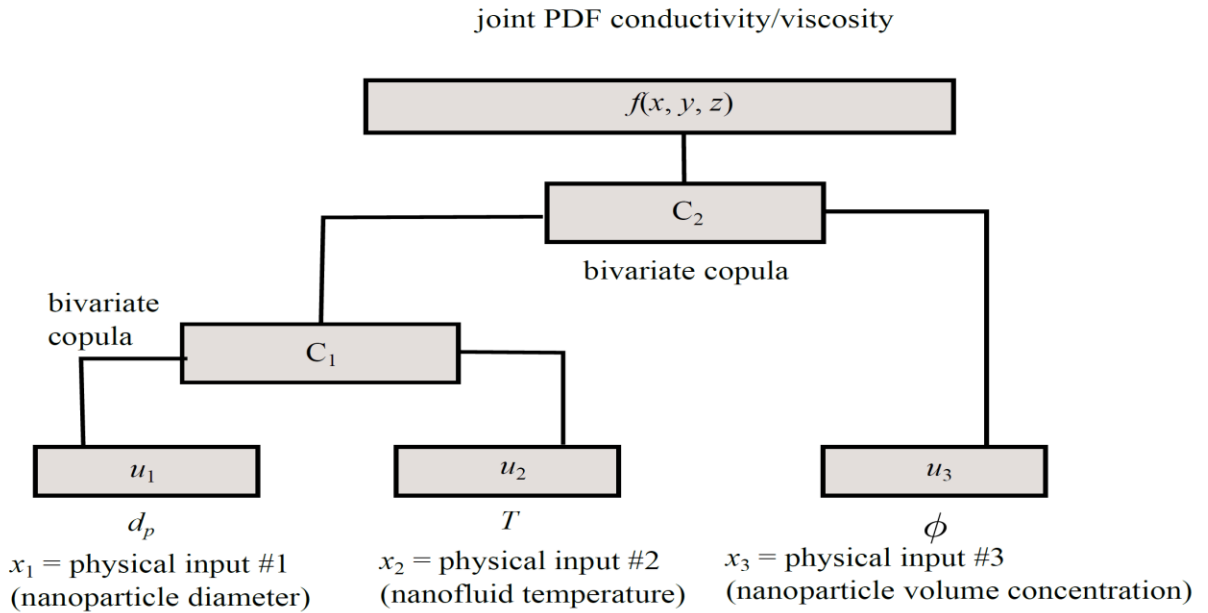 joint PDF conductivity/viscosity
f(x, y, z)
C₂
bivariate copula
bivariate
copula
C₁
u₁
u₂
u₃
dₚ
T
ϕ
x₁ = physical input #1
(nanoparticle diameter)
x₂ = physical input #2
(nanofluid temperature)
x₃ = physical input #3
(nanoparticle volume concentration)